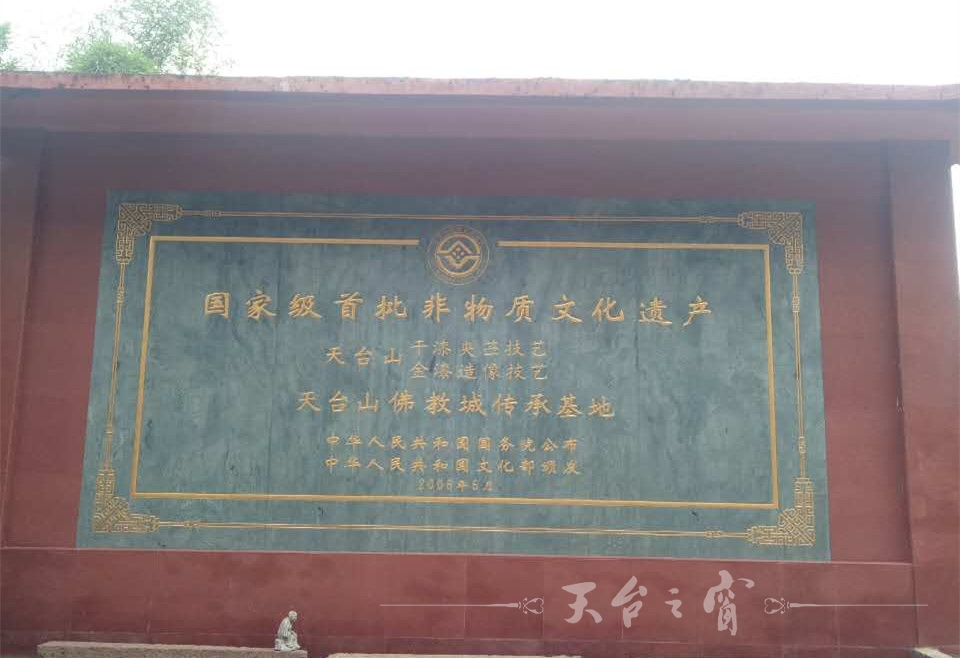 国家级首批非物质文化遗产
天台山
干漆夹苎技艺
金漆造像技艺
天台山佛教城传承基地
中华人民共和国国务院公布
中华人民共和国文化部颁发
2006年6月
天台之窗